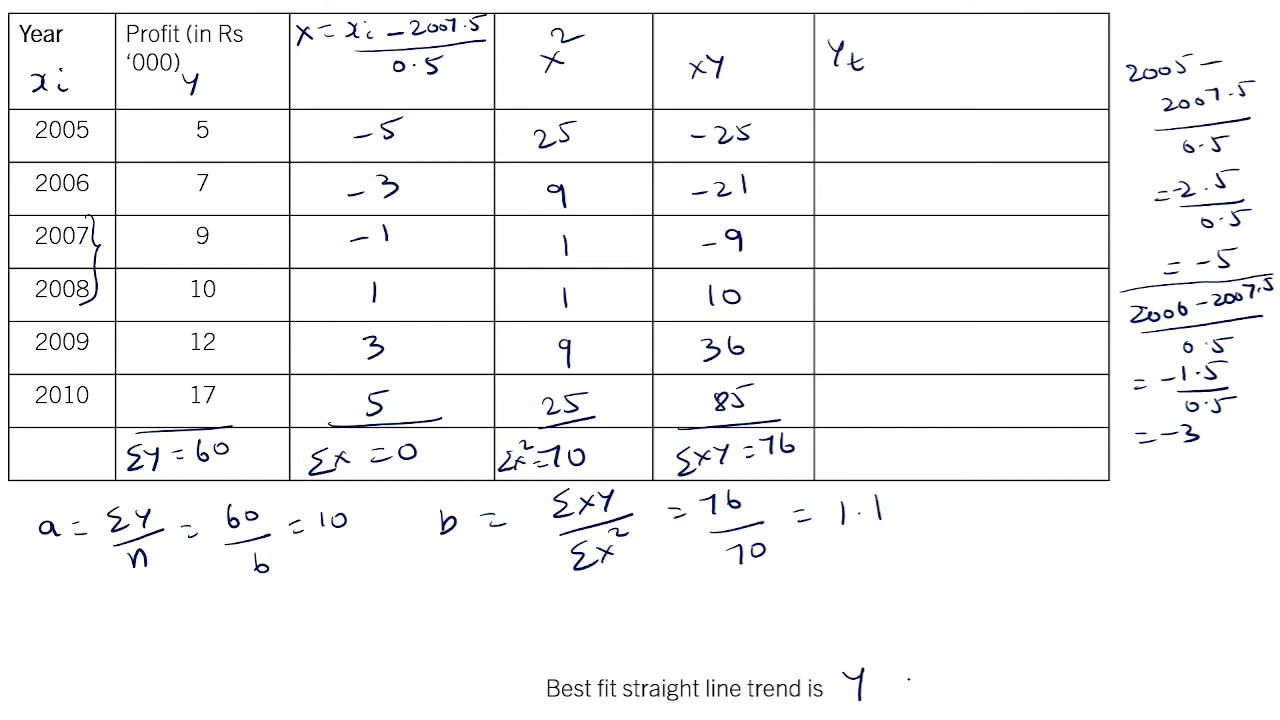 Year xi | Profit (in Rs '000) y | x = xi - 2007.5 / 0.5 | x² | xy | Yt
2005 | 5 | -5 | 25 | -25
2006 | 7 | -3 | 9 | -21
2007 | 9 | -1 | 1 | -9
2008 | 10 | 1 | 1 | 10
2009 | 12 | 3 | 9 | 36
2010 | 17 | 5 | 25 | 85
Σy = 60 | Σx = 0 | Σx² = 70 | Σxy = 76
a = Σy / n = 60 / 6 = 10
b = Σxy / Σx² = 76 / 70 = 1.1
Best fit straight line trend is Y
2005 -
2007.5
0.5
= -2.5
0.5
= -5
2006 - 2007.5
0.5
= -1.5
0.5
= -3